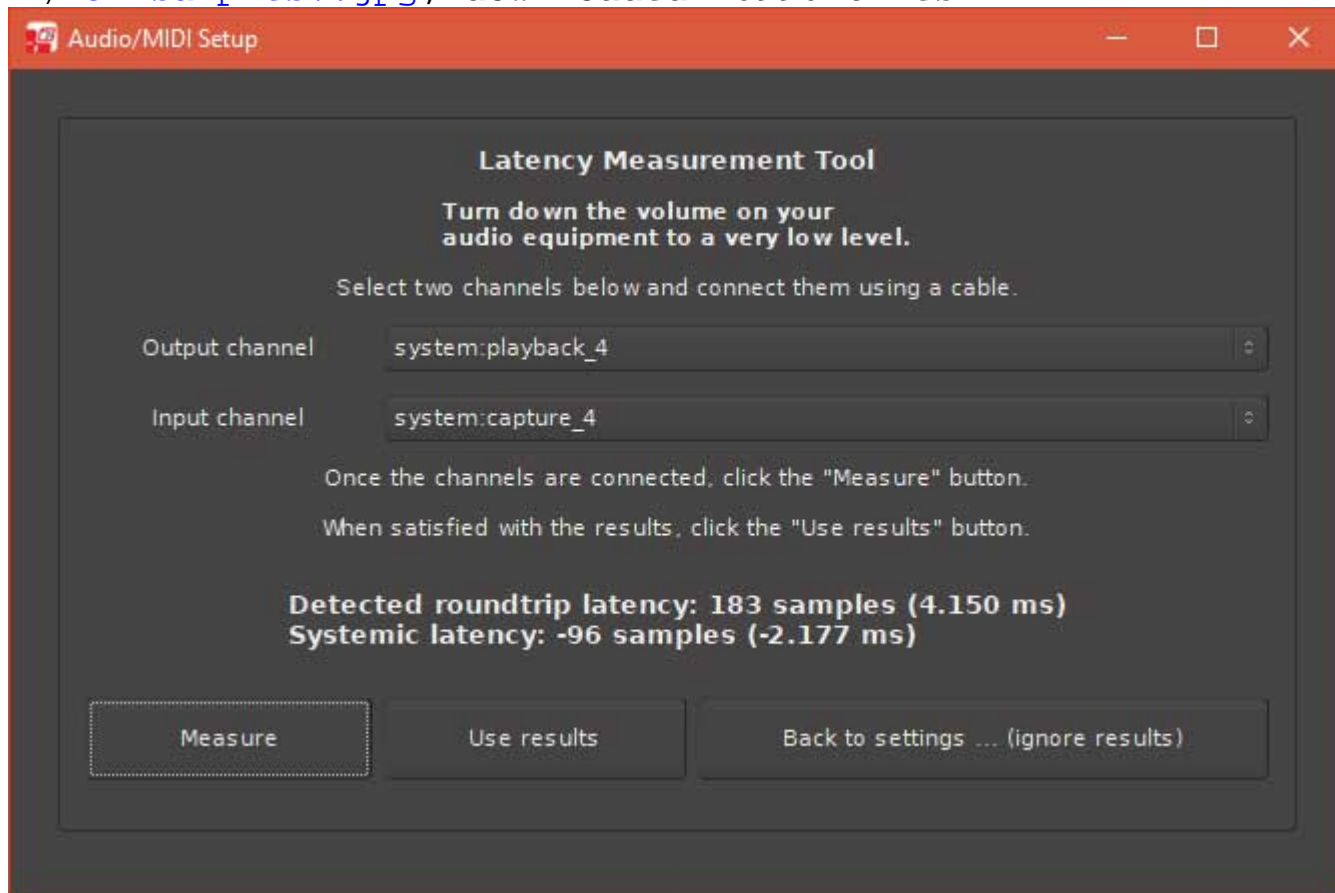 Audio/MIDI Setup
Latency Measurement Tool
Turn down the volume on your
audio equipment to a very low level.
Select two channels below and connect them using a cable.
Output channel system:playback_4
Input channel system:capture_4
Once the channels are connected, click the "Measure" button.
When satisfied with the results, click the "Use results" button.
Detected roundtrip latency: 183 samples (4.150 ms)
Systemic latency: -96 samples (-2.177 ms)
Measure Use results Back to settings ... (ignore results)